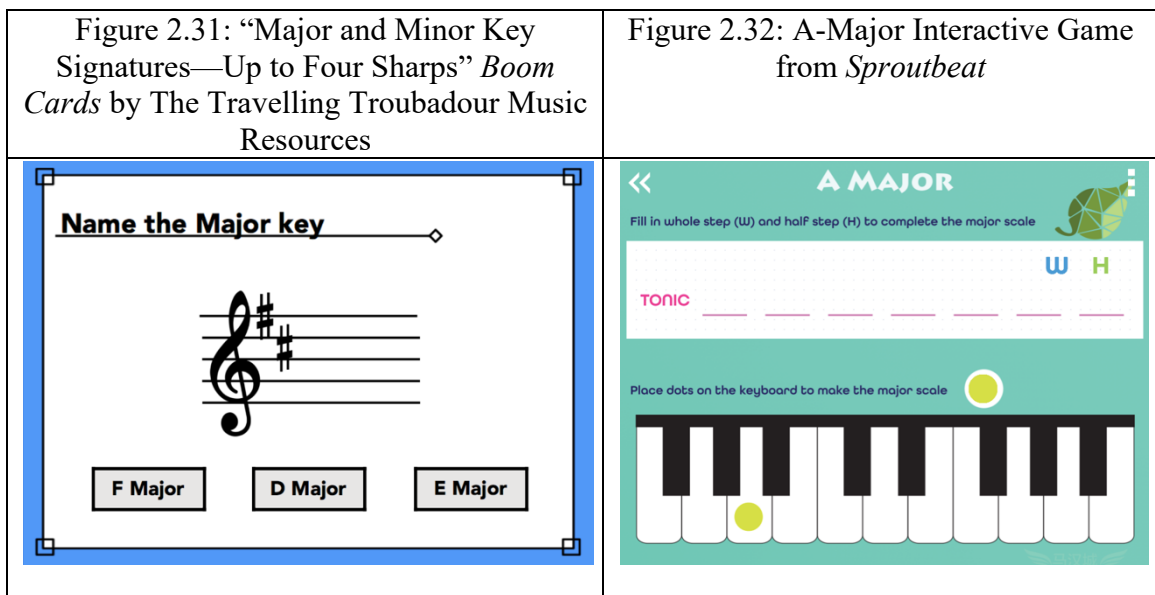 Figure 2.31: “Major and Minor Key
Signatures—Up to Four Sharps” Boom
Cards by The Travelling Troubadour Music
Resources
Figure 2.32: A-Major Interactive Game
from Sproutbeat
Name the Major key
F Major
D Major
E Major
A MAJOR
Fill in whole step (W) and half step (H) to complete the major scale
W H
TONIC
Place dots on the keyboard to make the major scale